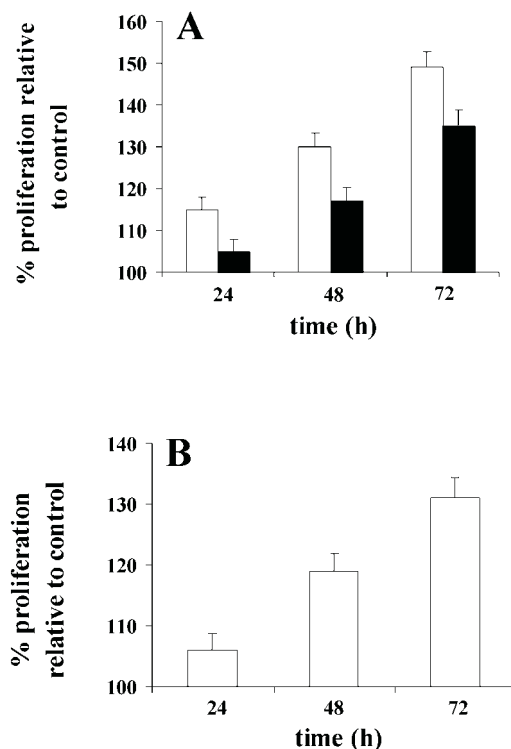 A
% proliferation relative
to control
160
150
140
130
120
110
100
24 48 72
time (h)
B
% proliferation
relative to control
140
130
120
110
100
24 48 72
time (h)